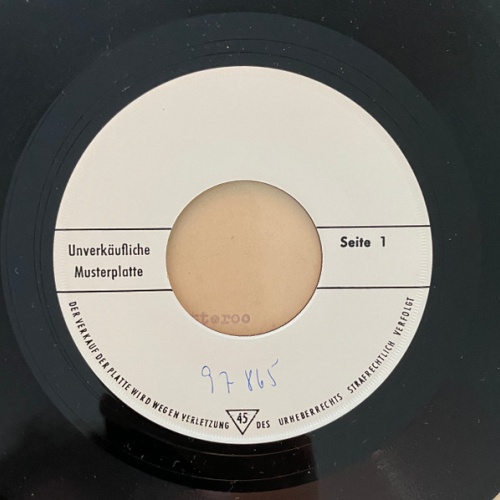 Unverkäufliche
Musterplatte
Seite 1
stereo
97 865
DER VERKAUF DER PLATTE WIRD WEGEN VERLETZUNG DES URHEBERRECHTS STRAFRECHTLICH VERFOLGT
45